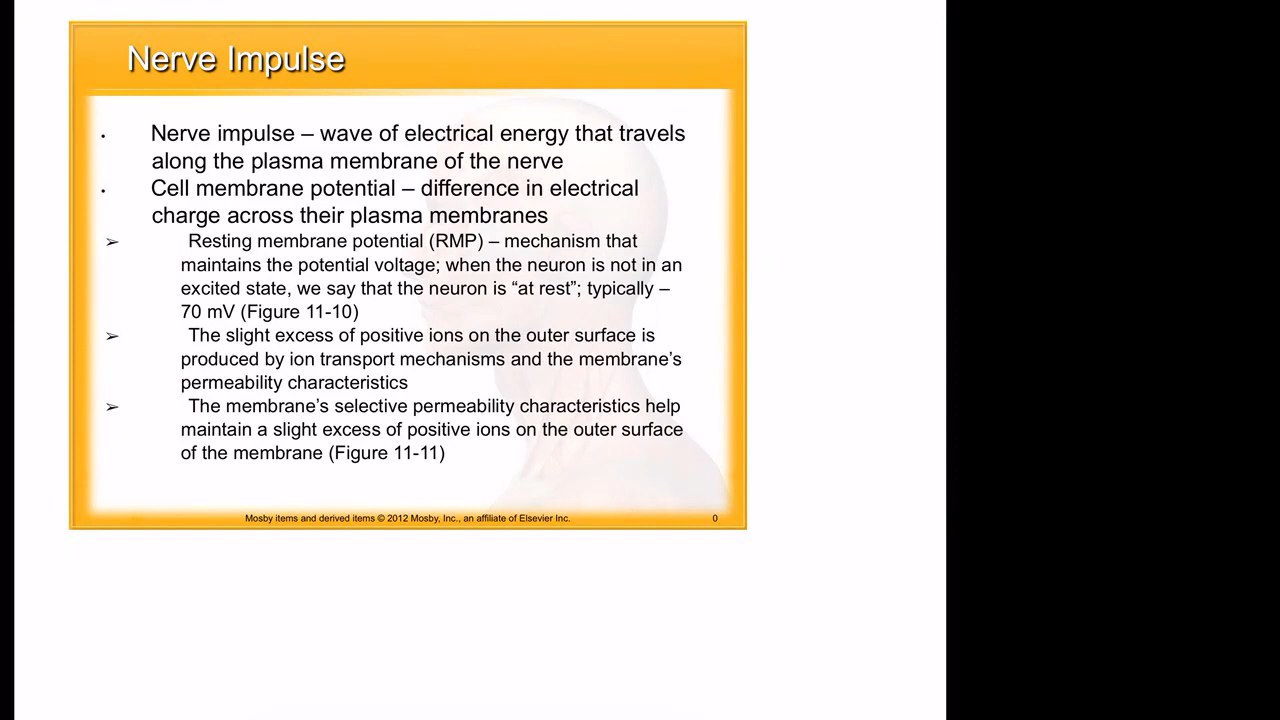 Nerve Impulse
• Nerve impulse – wave of electrical energy that travels
along the plasma membrane of the nerve
• Cell membrane potential – difference in electrical
charge across their plasma membranes
➢ Resting membrane potential (RMP) – mechanism that
maintains the potential voltage; when the neuron is not in an
excited state, we say that the neuron is “at rest”; typically –
70 mV (Figure 11-10)
➢ The slight excess of positive ions on the outer surface is
produced by ion transport mechanisms and the membrane’s
permeability characteristics
➢ The membrane’s selective permeability characteristics help
maintain a slight excess of positive ions on the outer surface
of the membrane (Figure 11-11)
Mosby items and derived items © 2012 Mosby, Inc., an affiliate of Elsevier Inc. 0